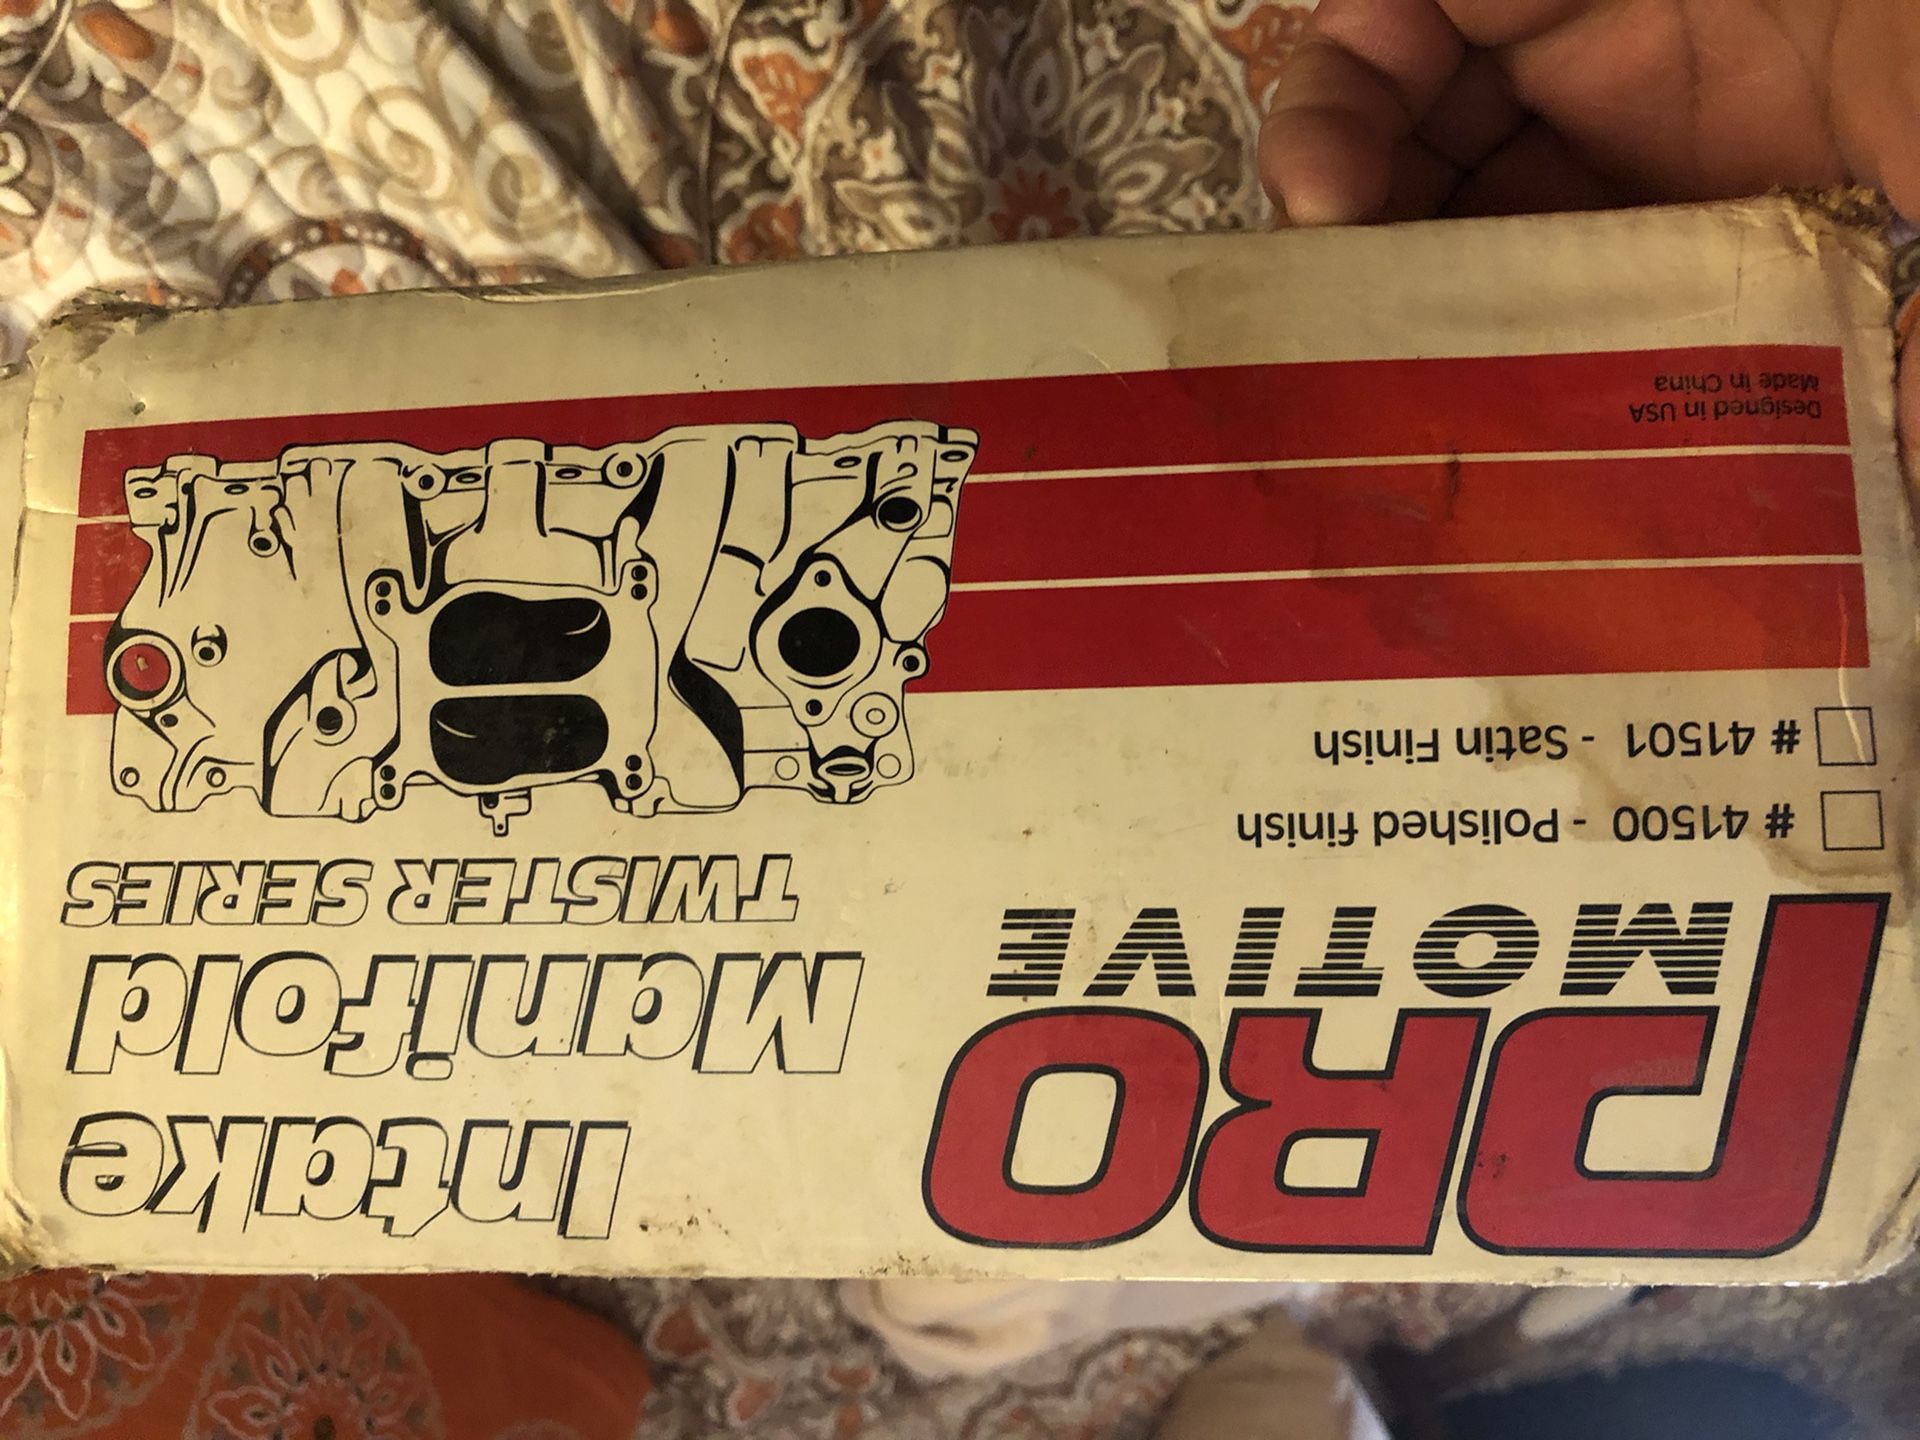 PRO
MOTIVE
Intake
Manifold
TWISTER SERIES
# 41500 - Polished finish
# 41501 - Satin Finish
Designed in USA
Made in China